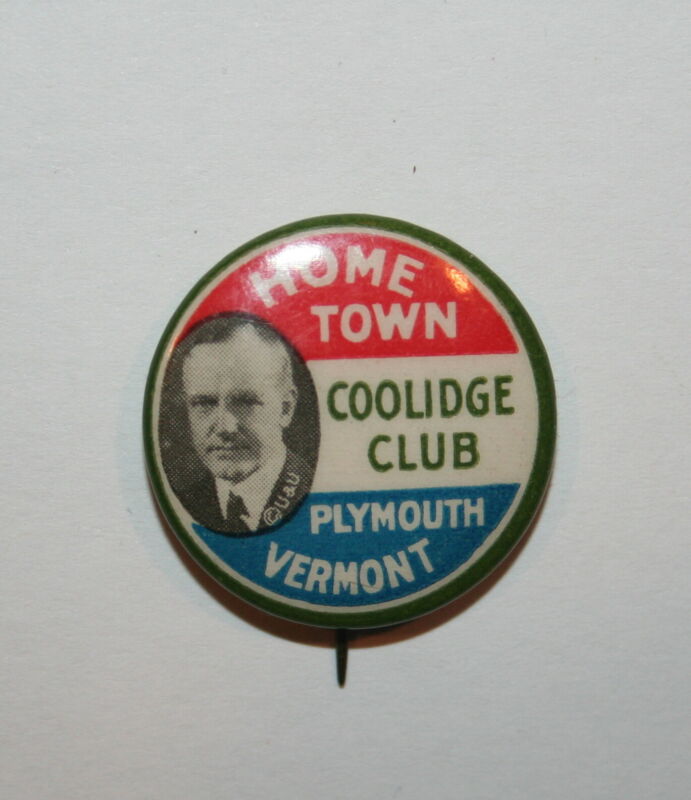 HOME
TOWN
COOLIDGE
CLUB
©U&U
PLYMOUTH
VERMONT